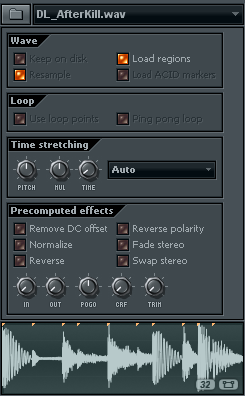 DL_AfterKill.wav
Wave
Keep on disk
Load regions
Resample
Load ACID markers
Loop
Use loop points
Ping pong loop
Time stretching
PITCH MUL TIME
Auto
Precomputed effects
Remove DC offset
Reverse polarity
Normalize
Fade stereo
Reverse
Swap stereo
IN OUT POGO CRF TRIM
32